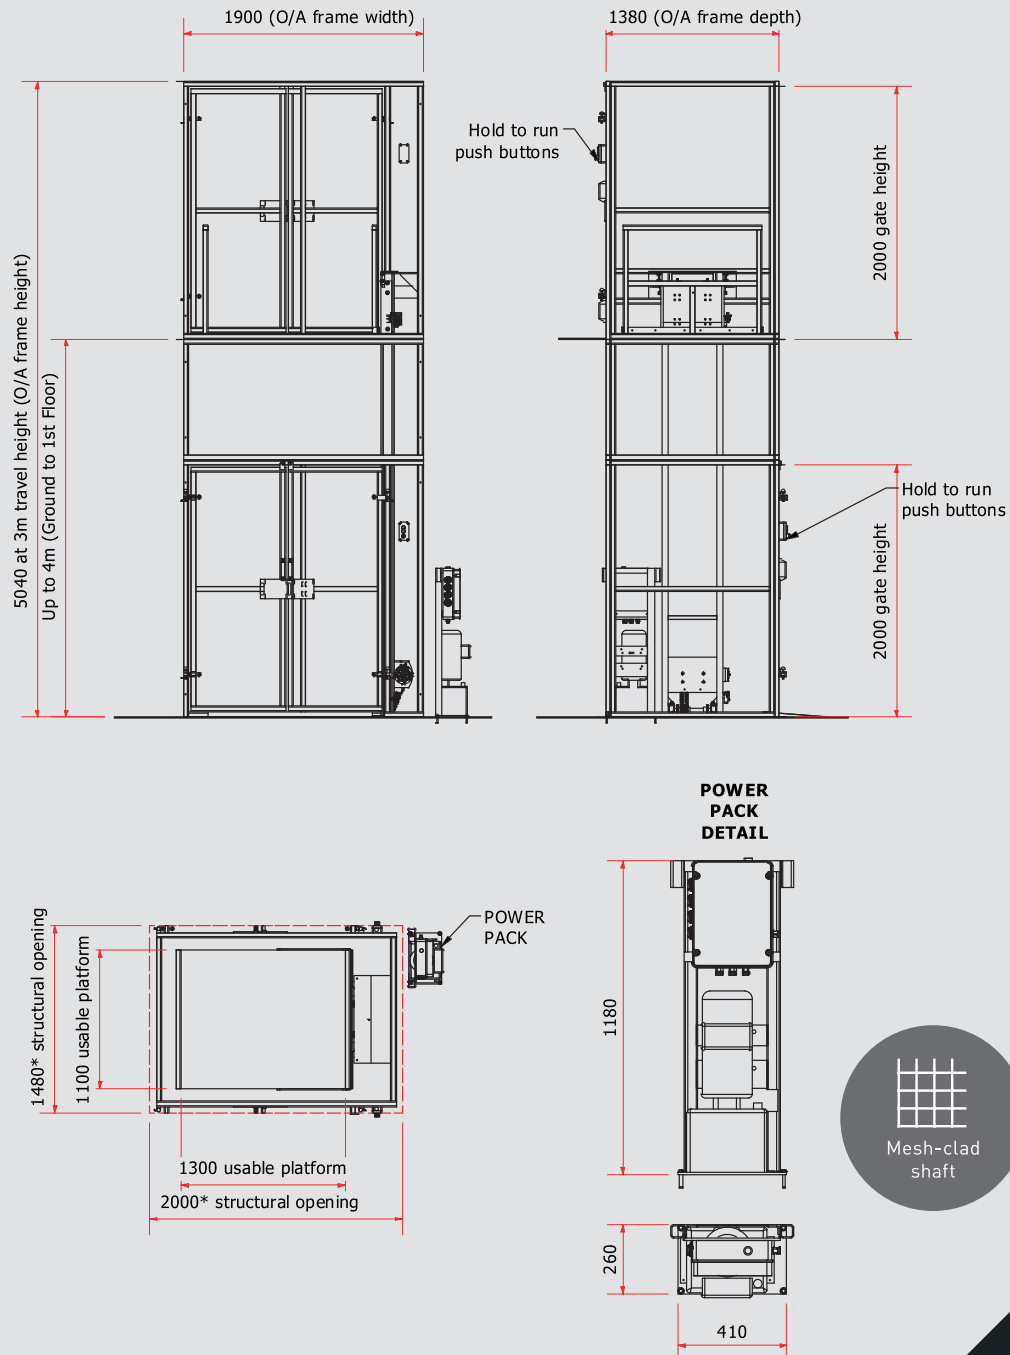 1900 (O/A frame width)
1380 (O/A frame depth)
Hold to run
push buttons
2000 gate height
5040 at 3m travel height (O/A frame height)
Up to 4m (Ground to 1st Floor)
Hold to run
push buttons
2000 gate height
POWER
PACK
DETAIL
1480* structural opening
1100 usable platform
POWER
PACK
1300 usable platform
2000* structural opening
1180
Mesh-clad
shaft
260
410